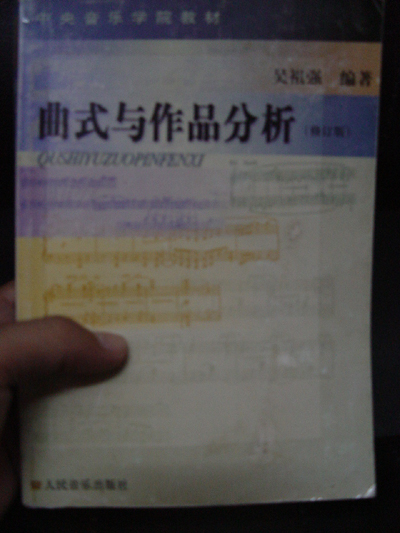 中央音乐学院教材
吴祖强 编著
曲式与作品分析 (修订版)
QUSHIYUZUOPINFENXI
人民音乐出版社